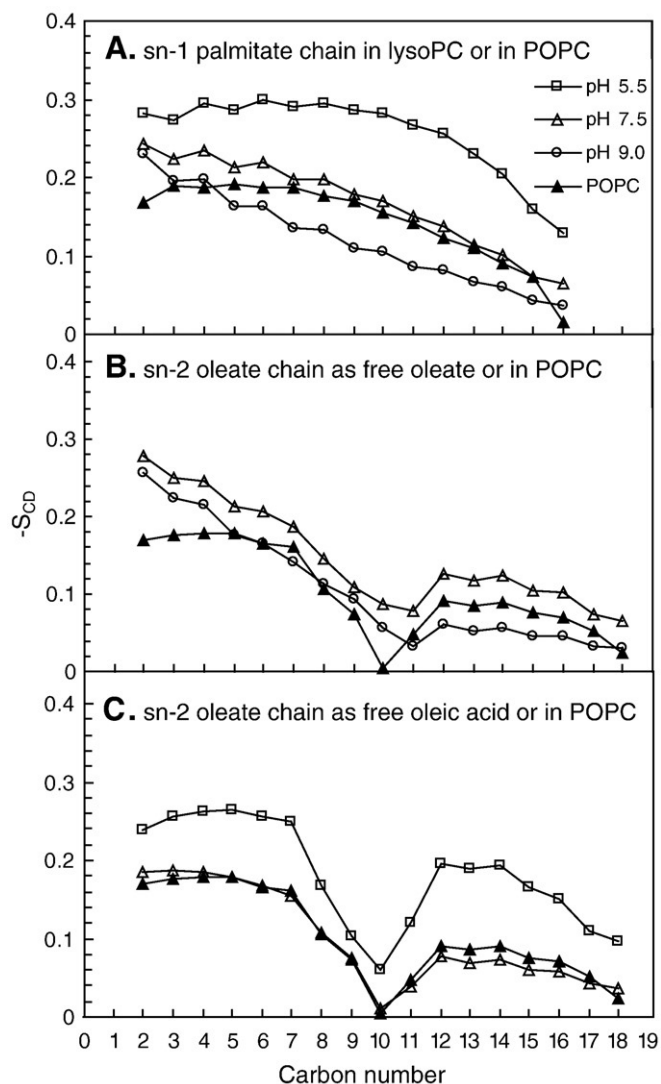 A. sn-1 palmitate chain in lysoPC or in POPC
pH 5.5
pH 7.5
pH 9.0
POPC
0.4
0.3
0.2
0.1
0
B. sn-2 oleate chain as free oleate or in POPC
0.4
0.3
0.2
0.1
0
-SCD
C. sn-2 oleate chain as free oleic acid or in POPC
0.4
0.3
0.2
0.1
0
0 1 2 3 4 5 6 7 8 9 10 11 12 13 14 15 16 17 18 19
Carbon number